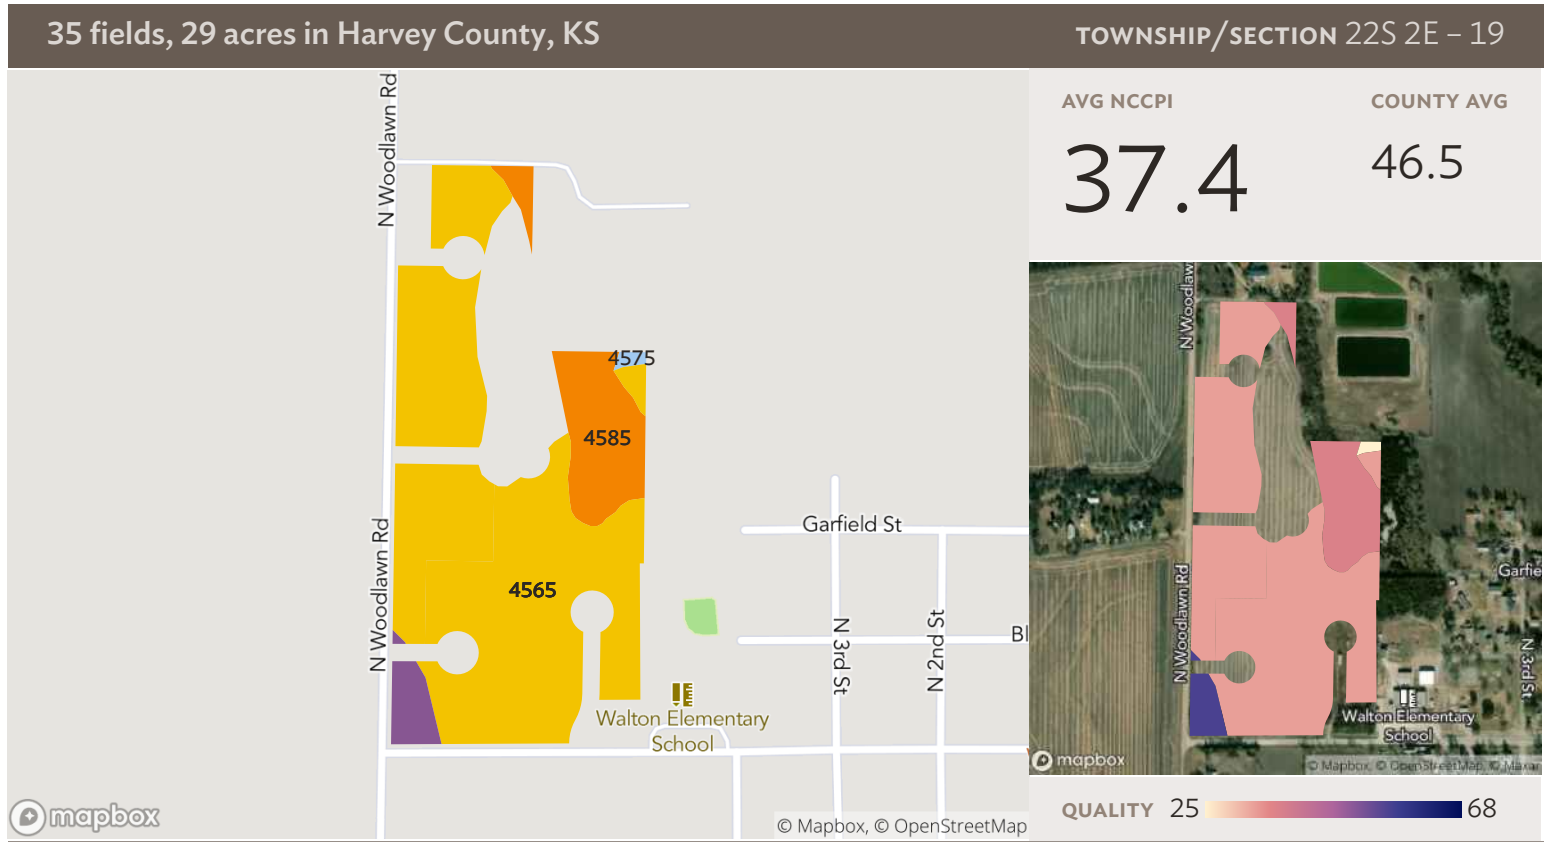 35 fields, 29 acres in Harvey County, KS
TOWNSHIP/SECTION 22S 2E – 19
AVG NCCPI
COUNTY AVG
37.4
46.5
N Woodlawn Rd
4575
4585
Garfield St
N Woodlawn Rd
4565
N 3rd St
N 2nd St
Bl
Walton Elementary
School
mapbox
© Mapbox, © OpenStreetMap
N Woodlaw
Garfie
N Woodlawn Rd
N 3rd St
Walton Elementary
School
mapbox
© Mapbox, © OpenStreetMap, © Maxar
QUALITY 25 68